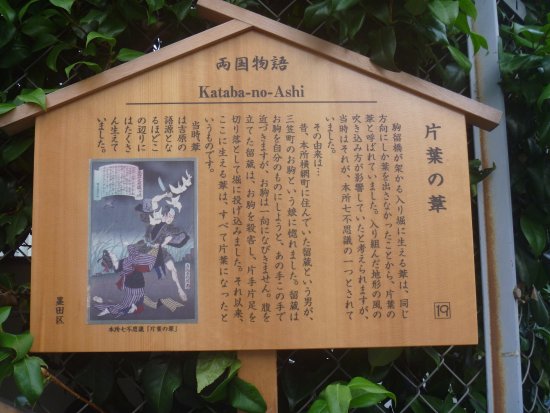 両国物語
Kataba-no-Ashi
片葉の葦
駒留橋が架かる入り堀に生える葦は、同じ
方向にしか葉を出さなかったことから、片葉の
葦と呼ばれていました。入り組んだ地形の風の
吹き込み方が影響していたと考えられますが、
当時はそれが、本所七不思議の一つとされて
いました。
その由来は…
昔、本所横網町に住んでいた留蔵という男が、
三笠町のお駒という娘に惚れました。留蔵は
お駒を自分のものにしようと、あの手この手で
近づきますが、お駒は一向になびきません。腹を
立てた留蔵は、お駒を殺害し、片手片足を
切り落として堀に投げ込みました。それ以来、
ここに生える葦は、すべて片葉になったと
いうものです。
当時葦
は吉原の
語源とな
るほどこ
の辺りに
はたくさ
ん生えて
いました。
本所七不思議「片葉の葦」
墨田区
19